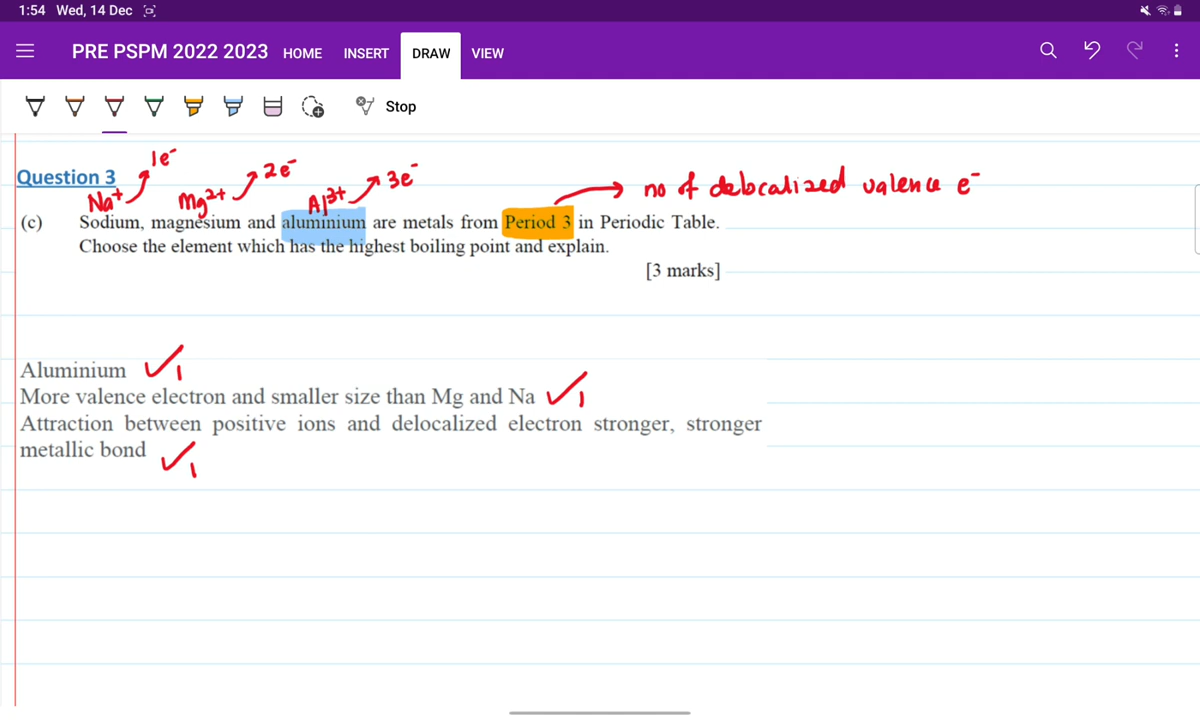 1:54 Wed, 14 Dec
PRE PSPM 2022 2023 HOME INSERT DRAW VIEW
Stop
1e⁻
2e⁻
3e⁻
Question 3
Na⁺ Mg²⁺ Al³⁺
no of delocalized valence e⁻
(c) Sodium, magnesium and aluminium are metals from Period 3 in Periodic Table.
Choose the element which has the highest boiling point and explain.
[3 marks]
Aluminium ✓1
More valence electron and smaller size than Mg and Na ✓1
Attraction between positive ions and delocalized electron stronger, stronger
metallic bond ✓1